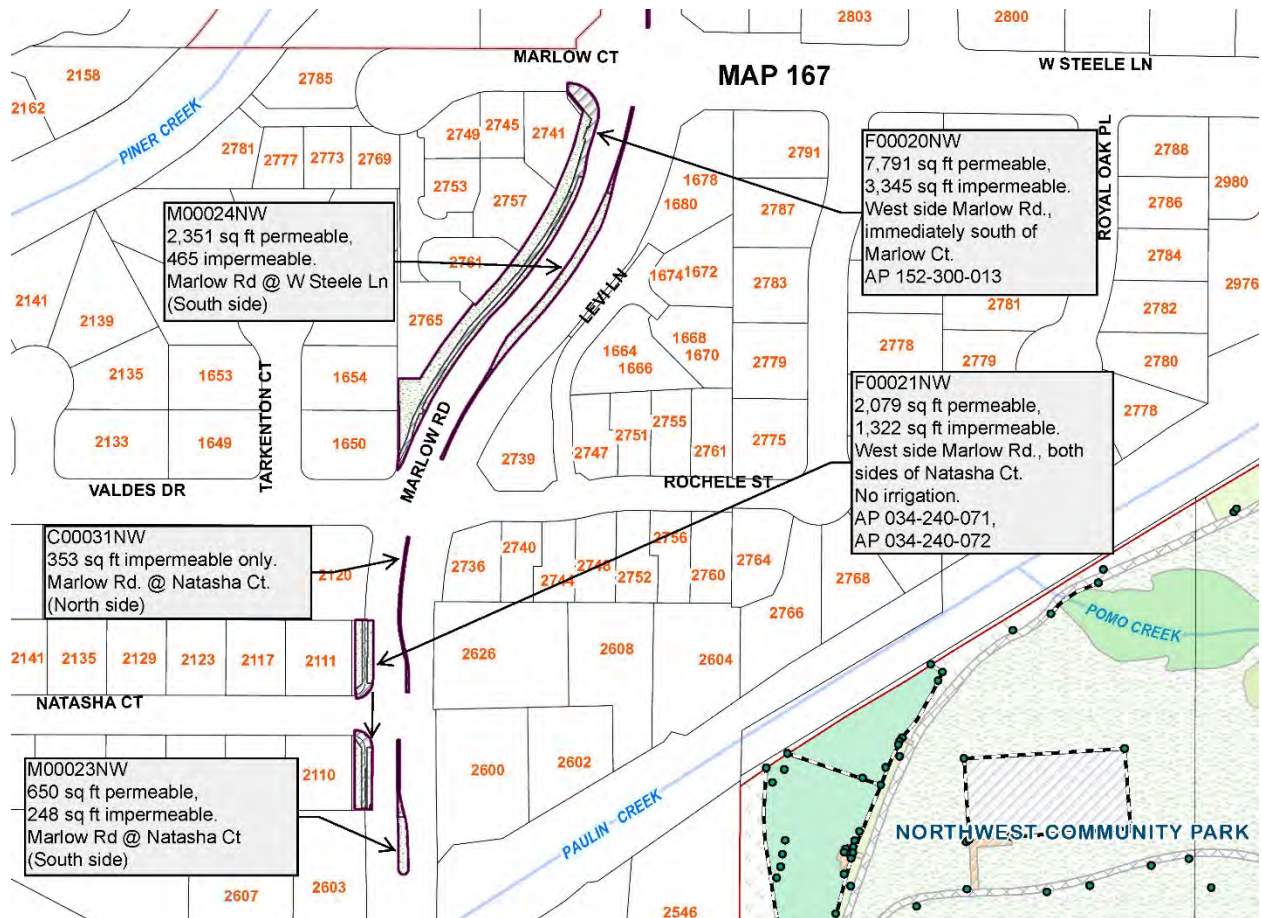 2803
2800
MARLOW CT
W STEELE LN
MAP 167
2158
2785
2162
PINER CREEK
2749
2745
2741
2781
2777
2773
2769
2791
2753
2757
1678
1680
2787
F00020NW
7,791 sq ft permeable,
3,345 sq ft impermeable.
West side Marlow Rd.,
immediately south of
Marlow Ct.
AP 152-300-013
ROYAL OAK PL
2788
2980
2786
2784
2976
2782
2780
2781
M00024NW
2,351 sq ft permeable,
465 impermeable.
Marlow Rd @ W Steele Ln
(South side)
2761
2765
LEVI LN
1674
1672
2783
2141
2139
1668
1670
1664
1666
2779
2778
2779
2135
1653
1654
TARKENTON CT
2133
1649
1650
MARLOW RD
2755
2751
2747
2761
2775
2739
2778
VALDES DR
ROCHELE ST
F00021NW
2,079 sq ft permeable,
1,322 sq ft impermeable.
West side Marlow Rd., both
sides of Natasha Ct.
No irrigation.
AP 034-240-071,
AP 034-240-072
C00031NW
353 sq ft impermeable only.
Marlow Rd. @ Natasha Ct.
(North side)
2120
2736
2740
2744
2748
2752
2756
2760
2764
2768
2766
POMO CREEK
2141
2135
2129
2123
2117
2111
2626
2608
2604
NATASHA CT
2110
2600
2602
M00023NW
650 sq ft permeable,
248 sq ft impermeable.
Marlow Rd @ Natasha Ct
(South side)
PAULIN CREEK
NORTHWEST COMMUNITY PARK
2607
2603
2546